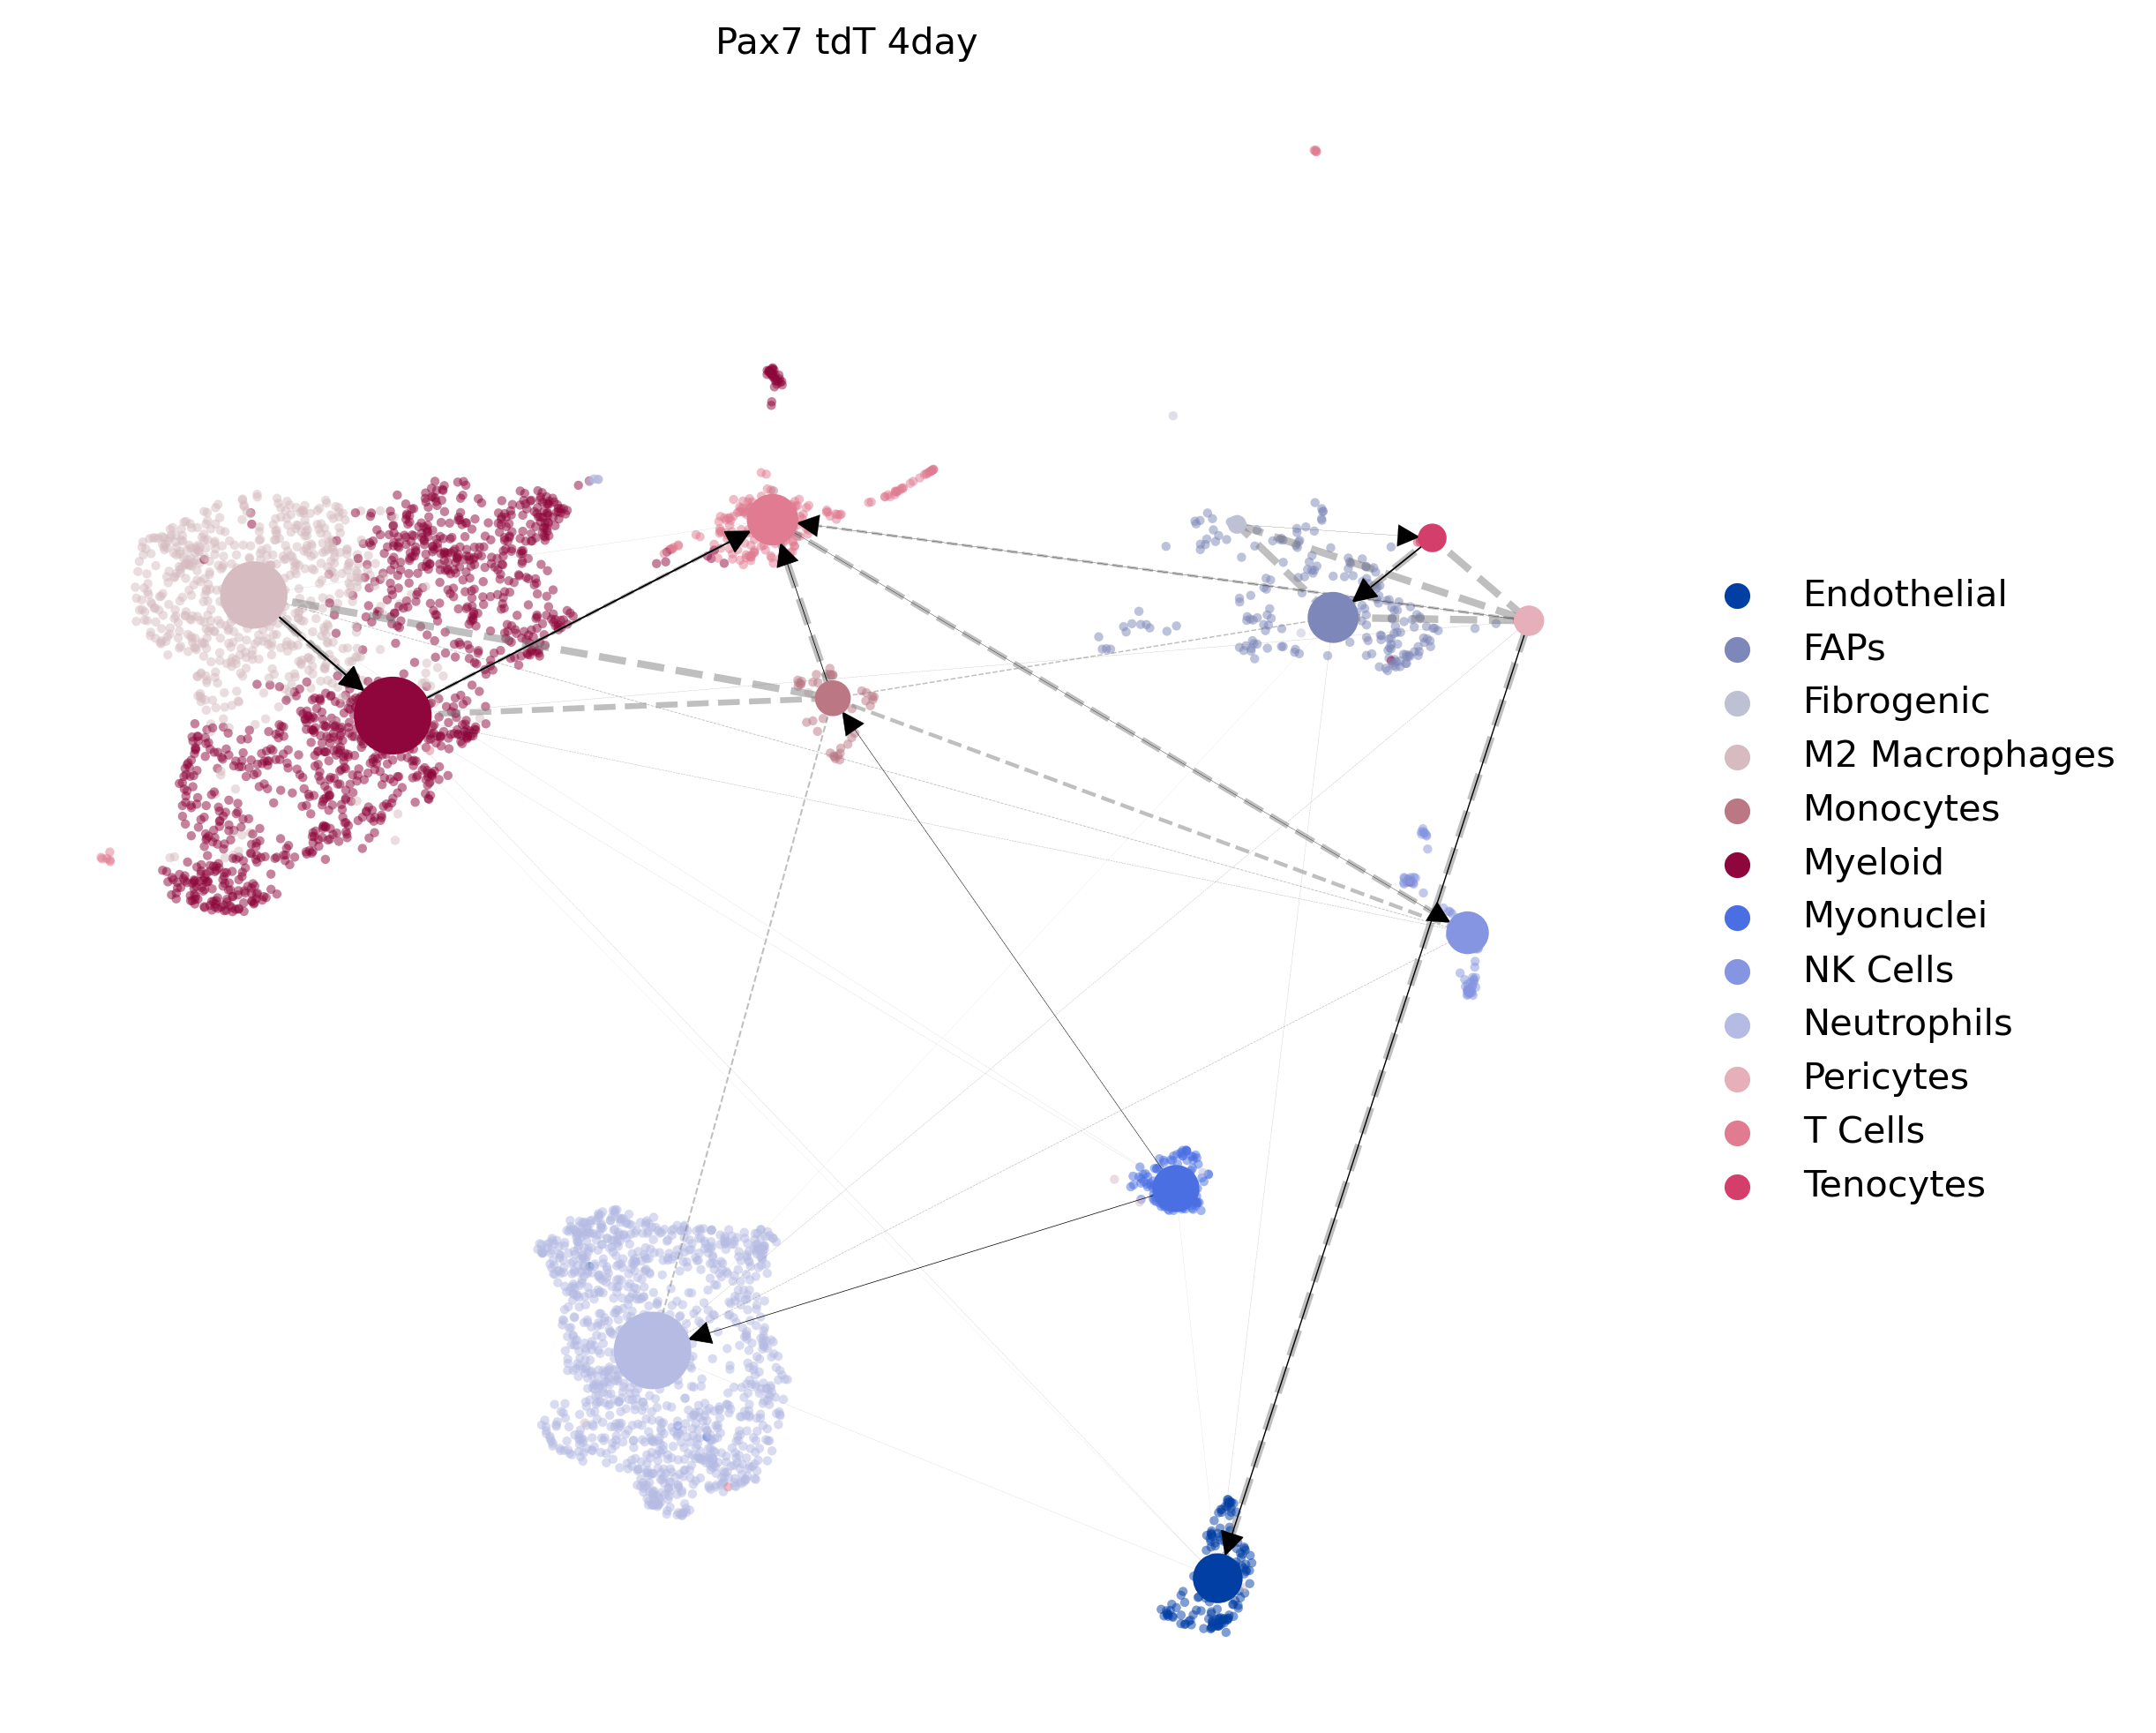 Pax7 tdT 4day
Endothelial
FAPs
Fibrogenic
M2 Macrophages
Monocytes
Myeloid
Myonuclei
NK Cells
Neutrophils
Pericytes
T Cells
Tenocytes